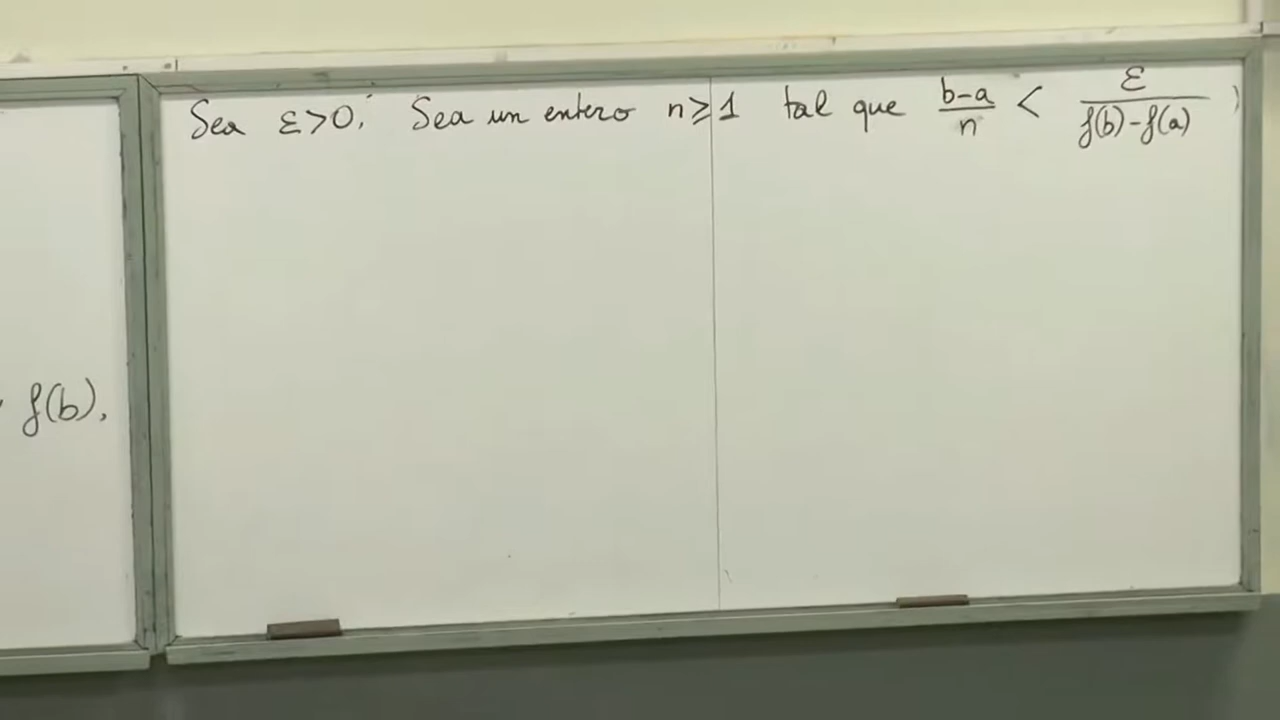 Sea ε>0. Sea un entero n≥1 tal que (b-a)/n < ε/(f(b)-f(a)) ,
f(b),